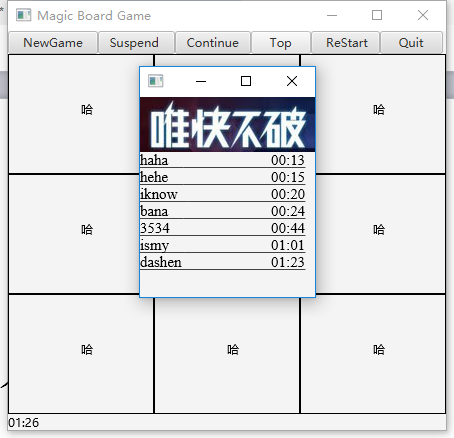 Magic Board Game
NewGame Suspend Continue Top ReStart Quit
哈 哈
唯快不破
haha 00:13
hehe 00:15
iknow 00:20
bana 00:24
3534 00:44
ismy 01:01
dashen 01:23
哈 哈
哈 哈 哈
01:26